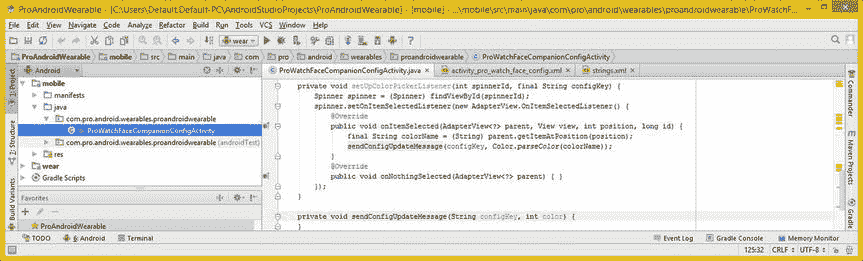 ProAndroidWearable - [C:\Users\Default.Default-PC\AndroidStudioProjects\ProAndroidWearable] - [mobile] - ...\mobile\src\main\java\com\pro\android\wearables\proandroidwearable\ProWatchF...
File Edit View Navigate Code Analyze Refactor Build Run Tools VCS Window Help
wear
ProAndroidWearable mobile src main java com pro android wearables proandroidwearable ProWatchFaceCompanionConfigActivity
Android
ProWatchFaceCompanionConfigActivity.java activity_pro_watch_face_config.xml strings.xml
1: Project
Z: Structure
Build Variants
mobile
manifests
java
com.pro.android.wearables.proandroidwearable
ProWatchFaceCompanionConfigActivity
com.pro.android.wearables.proandroidwearable (androidTest)
res
wear
Gradle Scripts
Favorites
ProAndroidWearable
private void setUpColorPickerListener(int spinnerId, final String configKey) {
Spinner spinner = (Spinner) findViewById(spinnerId);
spinner.setOnItemSelectedListener(new AdapterView.OnItemSelectedListener() {
@Override
public void onItemSelected(AdapterView<?> parent, View view, int position, long id) {
final String colorName = (String) parent.getItemAtPosition(position);
sendConfigUpdateMessage(configKey, Color.parseColor(colorName));
}
@Override
public void onNothingSelected(AdapterView<?> parent) { }
});
}
private void sendConfigUpdateMessage(String configKey, int color) {
}
Commander
Maven Projects
Gradle
TODO 6: Android Terminal Event Log Gradle Console Memory Monitor
125:32 CRLF UTF-8